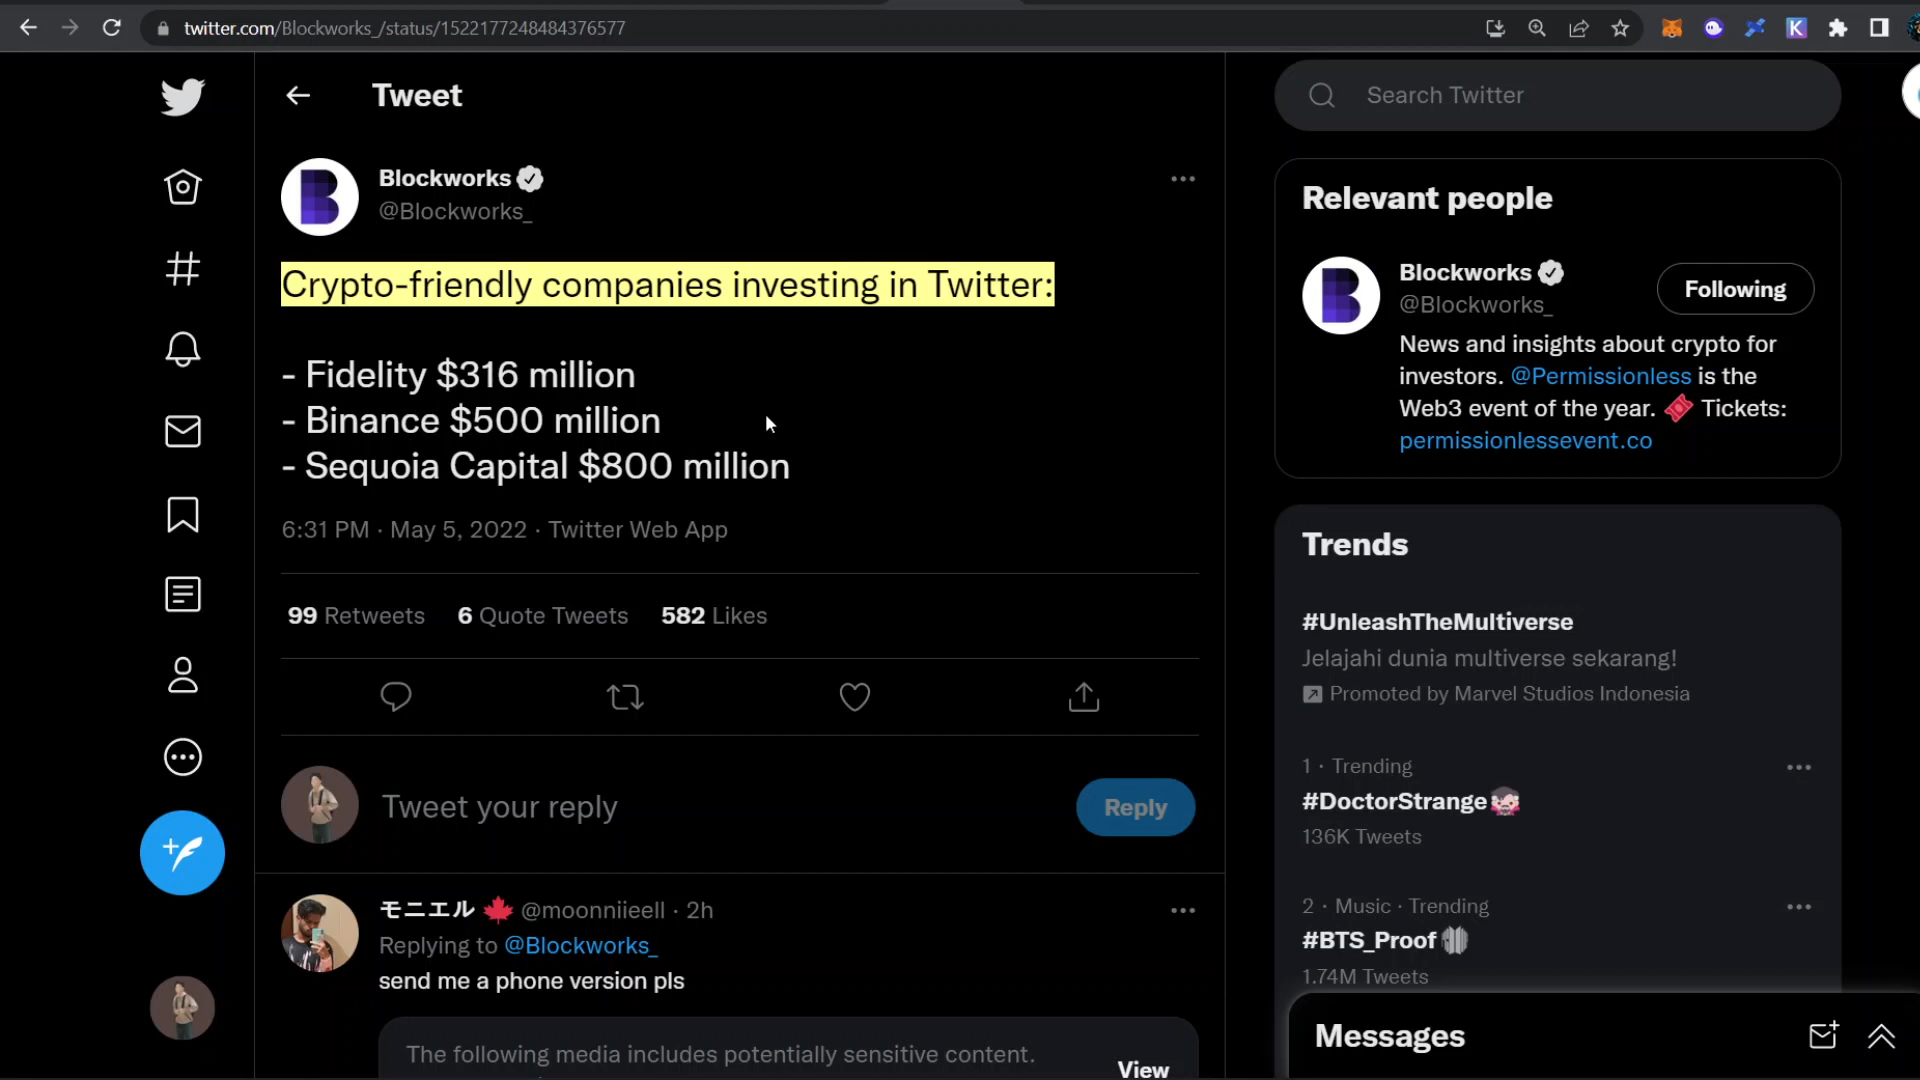 twitter.com/Blockworks_/status/1522177248484376577
Tweet
Search Twitter
Blockworks
@Blockworks_
Crypto-friendly companies investing in Twitter:
- Fidelity $316 million
- Binance $500 million
- Sequoia Capital $800 million
6:31 PM · May 5, 2022 · Twitter Web App
99 Retweets 6 Quote Tweets 582 Likes
Tweet your reply
Reply
モニエル @moonniieell · 2h
Replying to @Blockworks_
send me a phone version pls
The following media includes potentially sensitive content.
View
Relevant people
Blockworks
@Blockworks_
Following
News and insights about crypto for
investors. @Permissionless is the
Web3 event of the year. Tickets:
permissionlessevent.co
Trends
#UnleashTheMultiverse
Jelajahi dunia multiverse sekarang!
Promoted by Marvel Studios Indonesia
1 · Trending
#DoctorStrange
136K Tweets
2 · Music · Trending
#BTS_Proof
1.74M Tweets
Messages